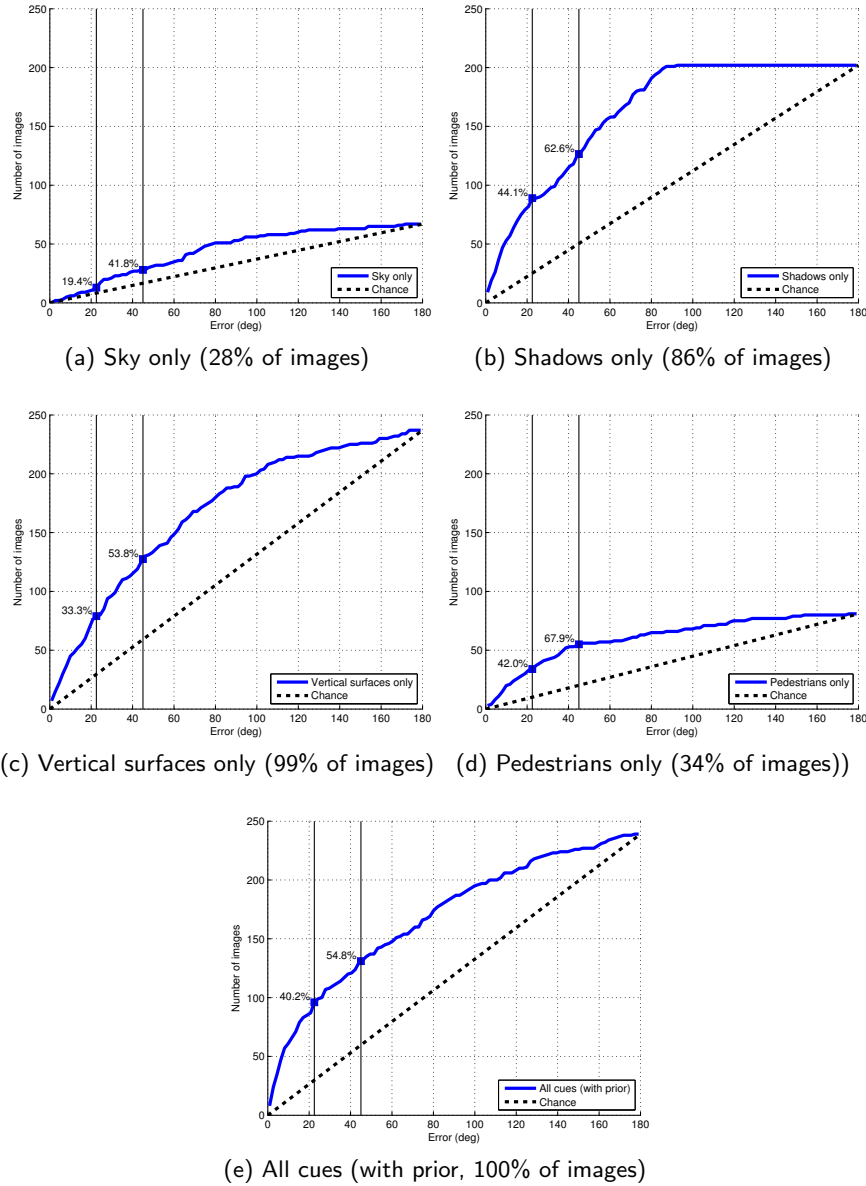 250
200
150
100
50
0
Number of images
19.4%
41.8%
Sky only
Chance
0 20 40 60 80 100 120 140 160 180
Error (deg)
(a) Sky only (28% of images)
250
200
150
100
50
0
Number of images
44.1%
62.6%
Shadows only
Chance
0 20 40 60 80 100 120 140 160 180
Error (deg)
(b) Shadows only (86% of images)
250
200
150
100
50
0
Number of images
33.3%
53.8%
Vertical surfaces only
Chance
0 20 40 60 80 100 120 140 160 180
Error (deg)
(c) Vertical surfaces only (99% of images)
250
200
150
100
50
0
Number of images
42.0%
67.9%
Pedestrians only
Chance
0 20 40 60 80 100 120 140 160 180
Error (deg)
(d) Pedestrians only (34% of images))
250
200
150
100
50
0
Number of images
40.2%
54.8%
All cues (with prior)
Chance
0 20 40 60 80 100 120 140 160 180
Error (deg)
(e) All cues (with prior, 100% of images)